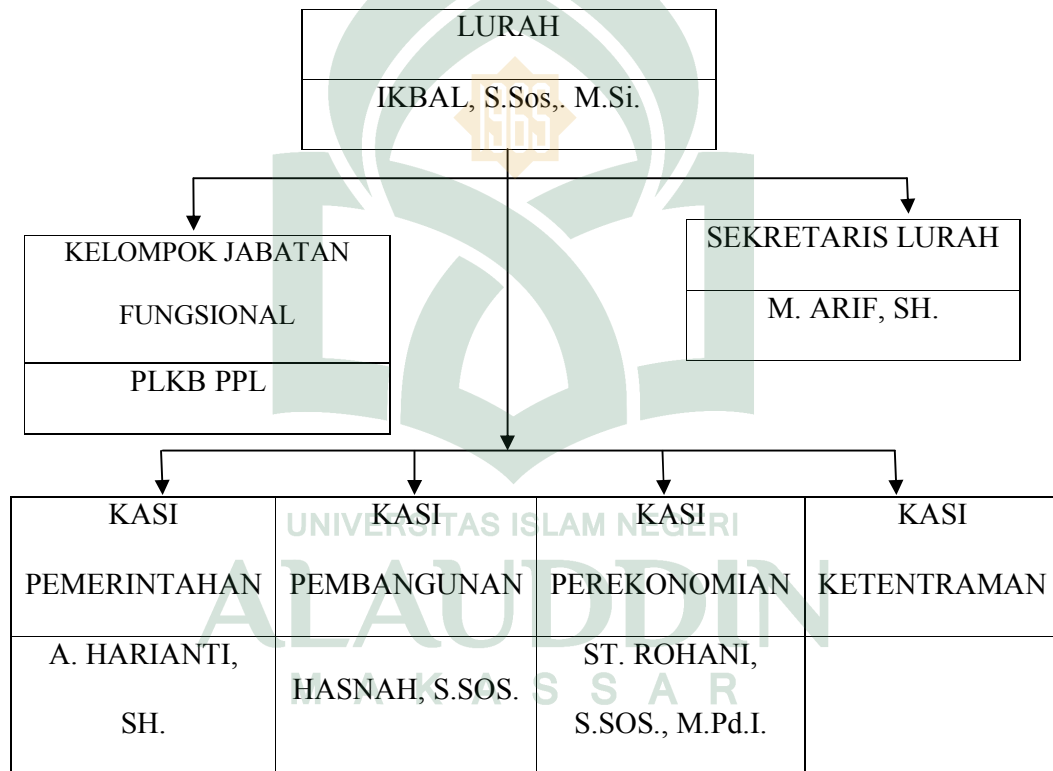 LURAH
IKBAL, S.Sos,. M.Si.
KELOMPOK JABATAN
FUNGSIONAL
PLKB PPL
SEKRETARIS LURAH
M. ARIF, SH.
KASI
PEMERINTAHAN
A. HARIANTI,
SH.
KASI
PEMBANGUNAN
HASNAH, S.SOS.
KASI
PEREKONOMIAN
ST. ROHANI,
S.SOS., M.Pd.I.
KASI
KETENTRAMAN
UNIVERSITAS ISLAM NEGERI
ALAUDDIN
MAKASSAR